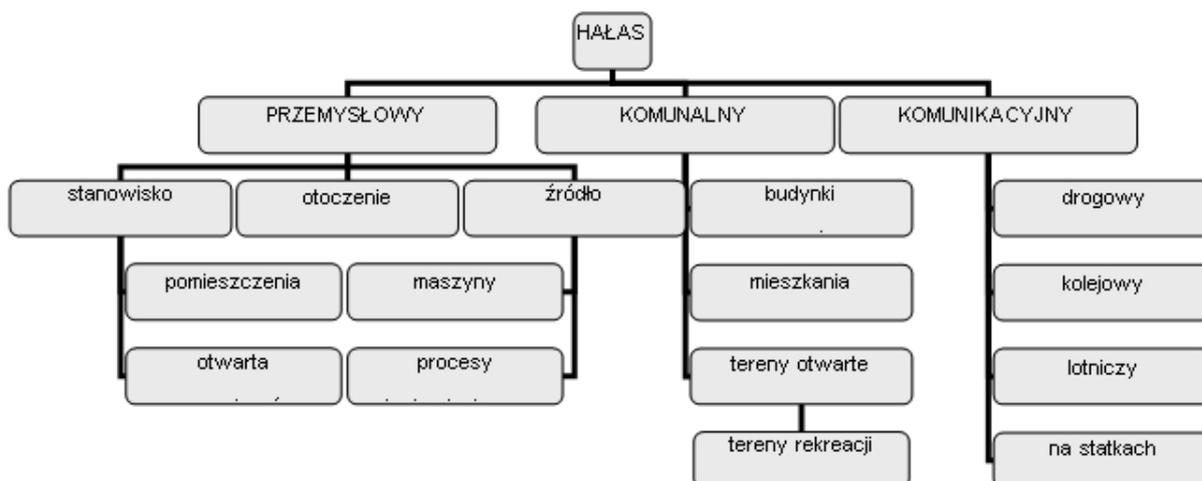 HAŁAS
PRZEMYSŁOWY
KOMUNALNY
KOMUNIKACYJNY
stanowisko
otoczenie
źródło
budynki
drogowy
pomieszczenia
maszyny
mieszkania
kolejowy
otwarta
procesy
tereny otwarte
lotniczy
tereny rekreacji
na statkach